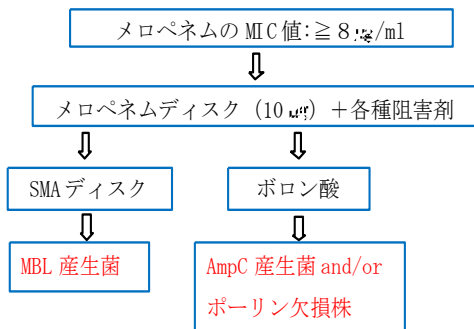 メロペネムのMIC値:≧8㎍/ml
メロペネムディスク (10㎍) +各種阻害剤
SMAディスク
ボロン酸
MBL産生菌
AmpC産生菌and/or
ポーリン欠損株